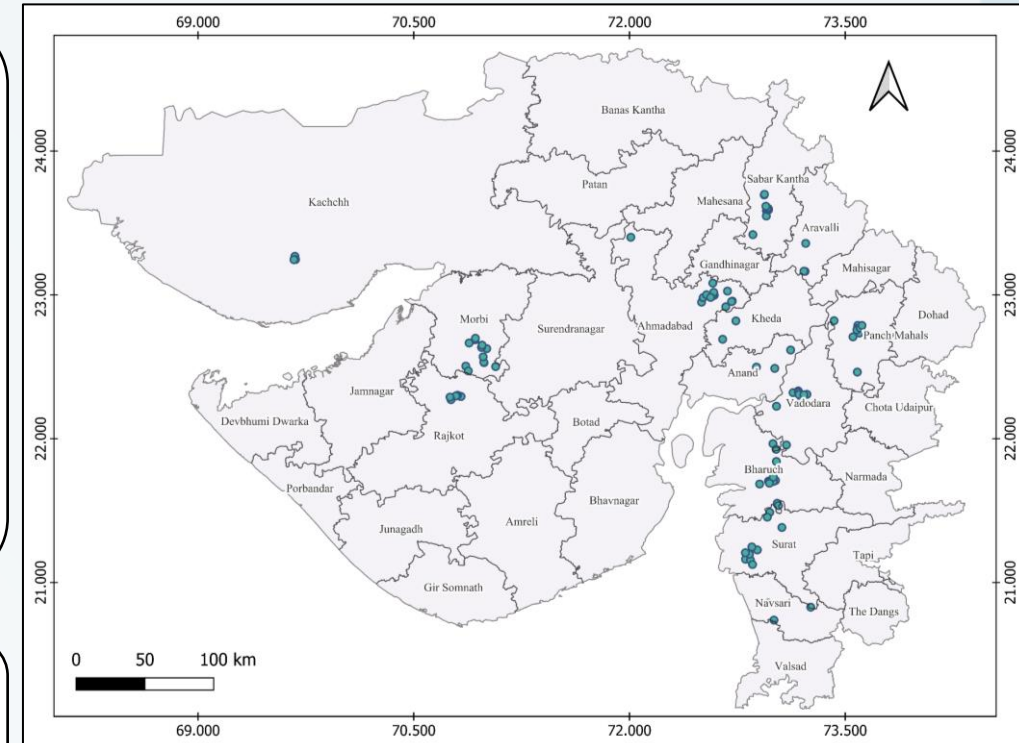 69.000 70.500 72.000 73.500
24.000 24.000
23.000 23.000
22.000 22.000
21.000 21.000
Banas Kantha
Sabar Kantha
Patan
Mahesana
Kachchh
Aravalli
Gandhinagar
Mahisagar
Morbi
Surendranagar
Ahmadabad
Kheda
Dohad
Panch Mahals
Anand
Jamnagar
Vadodara
Chota Udaipur
Devbhumi Dwarka
Rajkot
Botad
Bharuch
Narmada
Porbandar
Bhavnagar
Junagadh
Amreli
Surat
Tapi
Gir Somnath
Navsari
The Dangs
Valsad
0 50 100 km
69.000 70.500 72.000 73.500